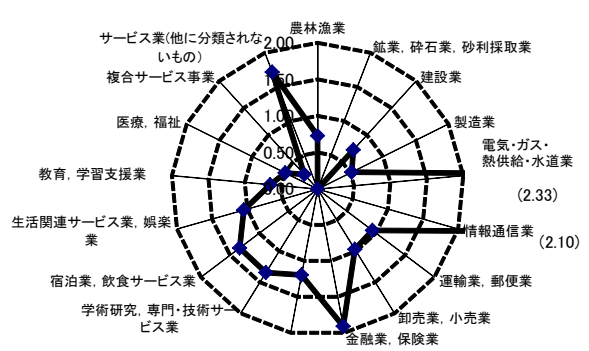 農林漁業
鉱業, 砕石業, 砂利採取業
建設業
製造業
電気・ガス・
熱供給・水道業
(2.33)
情報通信業
(2.10)
運輸業, 郵便業
卸売業, 小売業
金融業, 保険業
学術研究, 専門・技術サー
ビス業
宿泊業, 飲食サービス業
生活関連サービス業, 娯楽
業
教育, 学習支援業
医療, 福祉
複合サービス事業
サービス業(他に分類されな
いもの)
2.00
1.50
1.00
0.50
0.00